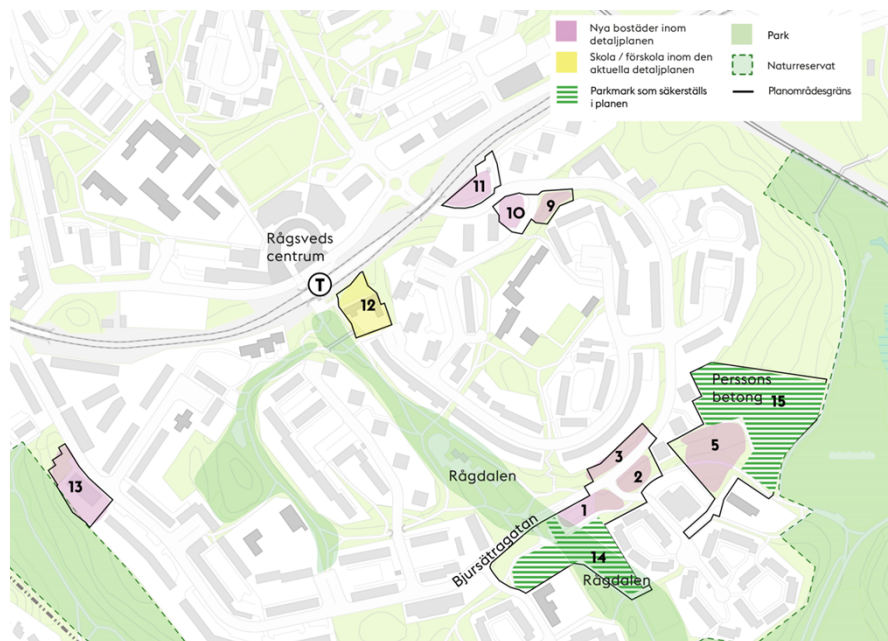 Nya bostäder inom
detaljplanen
Skola / förskola inom den
aktuella detaljplanen
Parkmark som säkerställs
i planen
Park
Naturreservat
Planområdesgräns
11
10
9
Rågsveds
centrum
T
12
Perssons
betong
15
5
3
2
1
13
Rågdalen
Bjursätragatan
14
Rågdalen